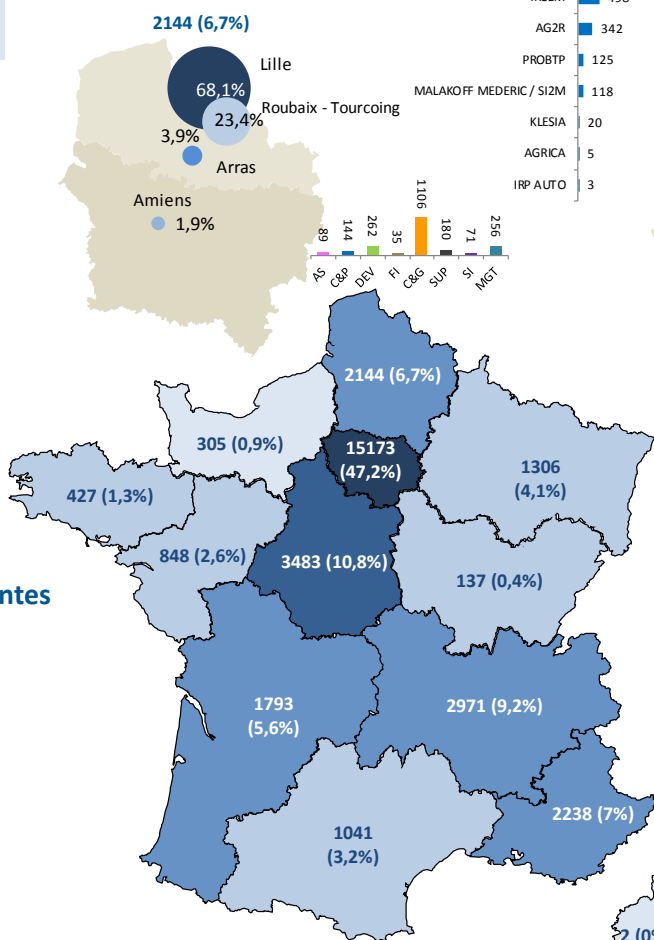 2144 (6,7%)
Lille
68,1%
Roubaix - Tourcoing
23,4%
3,9%
Arras
Amiens
1,9%
AG2R 342
PROBTP 125
MALAKOFF MEDERIC / SI2M 118
KLESIA 20
AGRICA 5
IRP AUTO 3
89 144 262 35 1106 180 71 256
AS C&P DEV FI C&G SUP SI MGT
2144 (6,7%)
305 (0,9%)
15173
(47,2%)
1306
(4,1%)
427 (1,3%)
848 (2,6%)
3483 (10,8%)
137 (0,4%)
ntes
1793
(5,6%)
2971 (9,2%)
2238 (7%)
1041
(3,2%)
2 (0